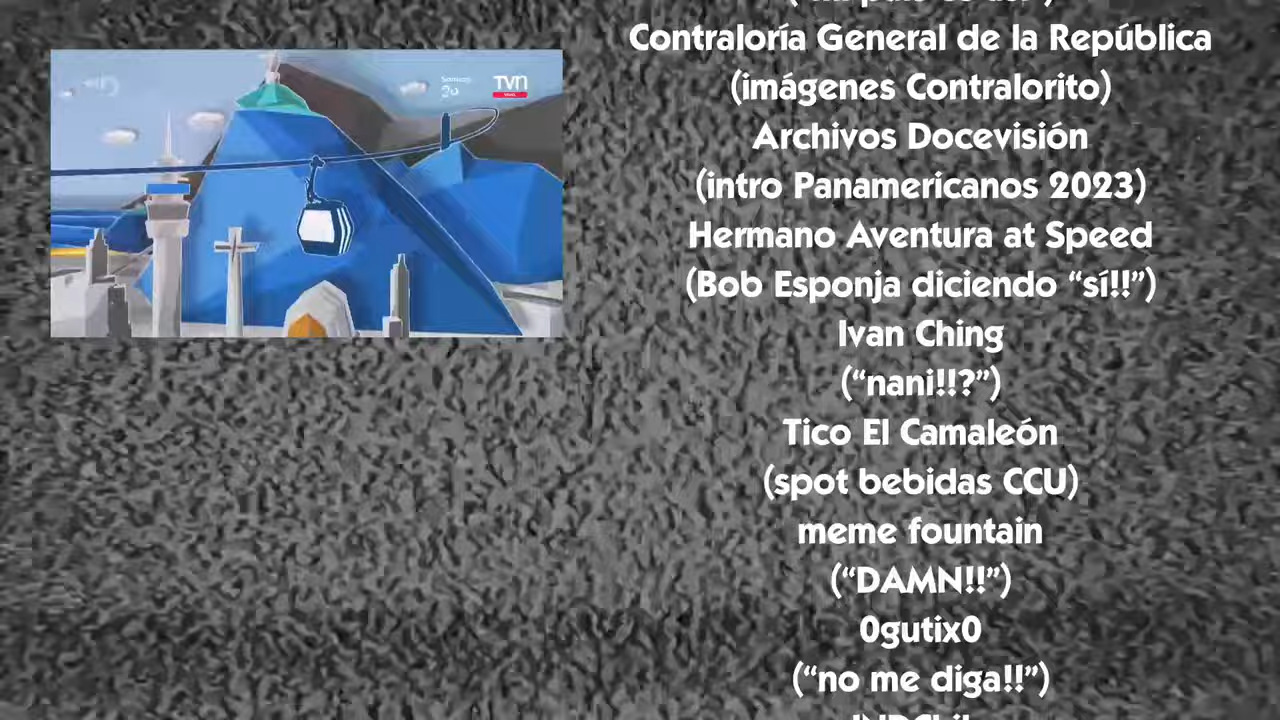 TVN
Contraloría General de la República
(imágenes Contralorito)
Archivos Docevisión
(intro Panamericanos 2023)
Hermano Aventura at Speed
(Bob Esponja diciendo “sí!!”)
Ivan Ching
(“nani!!?”)
Tico El Camaleón
(spot bebidas CCU)
meme fountain
(“DAMN!!”)
0gutix0
(“no me diga!!”)